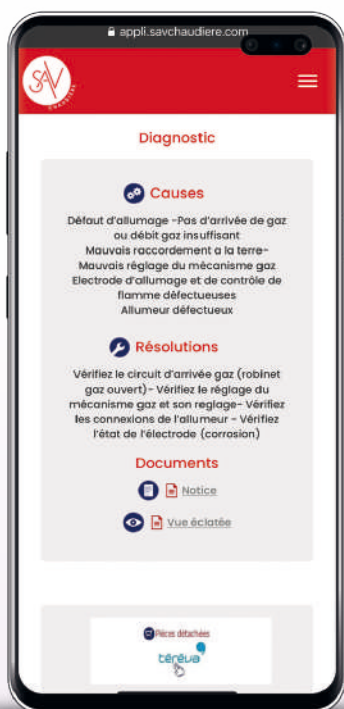 appli.savchaudiere.com
SAV
CHAUDIÈRE
Diagnostic
Causes
Défaut d'allumage -Pas d'arrivée de gaz
ou débit gaz insuffisant
Mauvais raccordement a la terre-
Mauvais réglage du mécanisme gaz
Electrode d'allumage et de contrôle de
flamme défectueuses
Allumeur défectueux
Résolutions
Vérifiez le circuit d'arrivée gaz (robinet
gaz ouvert)- Vérifiez le réglage du
mécanisme gaz et son reglage- Vérifiez
les connexions de l'allumeur - Vérifiez
l'état de l'électrode (corrosion)
Documents
Notice
Vue éclatée
Pièces détachées
téréva